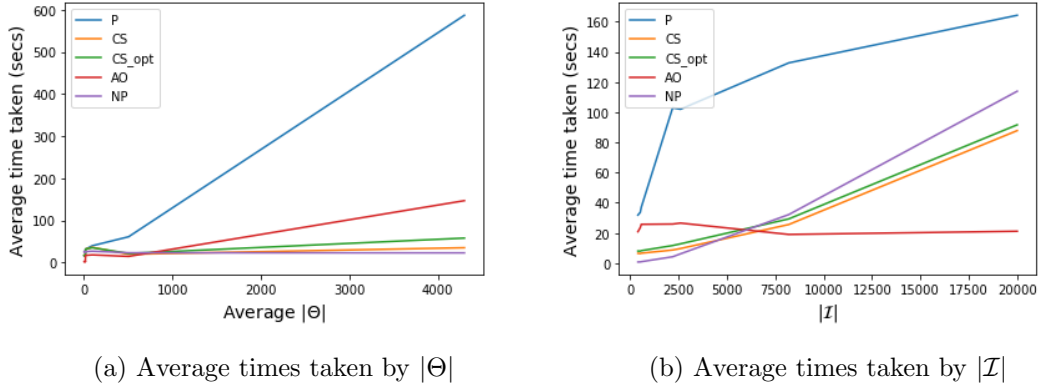 600
500
400
300
200
100
0
Average time taken (secs)
P
CS
CS_opt
AO
NP
0 1000 2000 3000 4000
Average |Θ|
(a) Average times taken by |Θ|
160
140
120
100
80
60
40
20
0
Average time taken (secs)
P
CS
CS_opt
AO
NP
0 2500 5000 7500 10000 12500 15000 17500 20000
|ℐ|
(b) Average times taken by |ℐ|